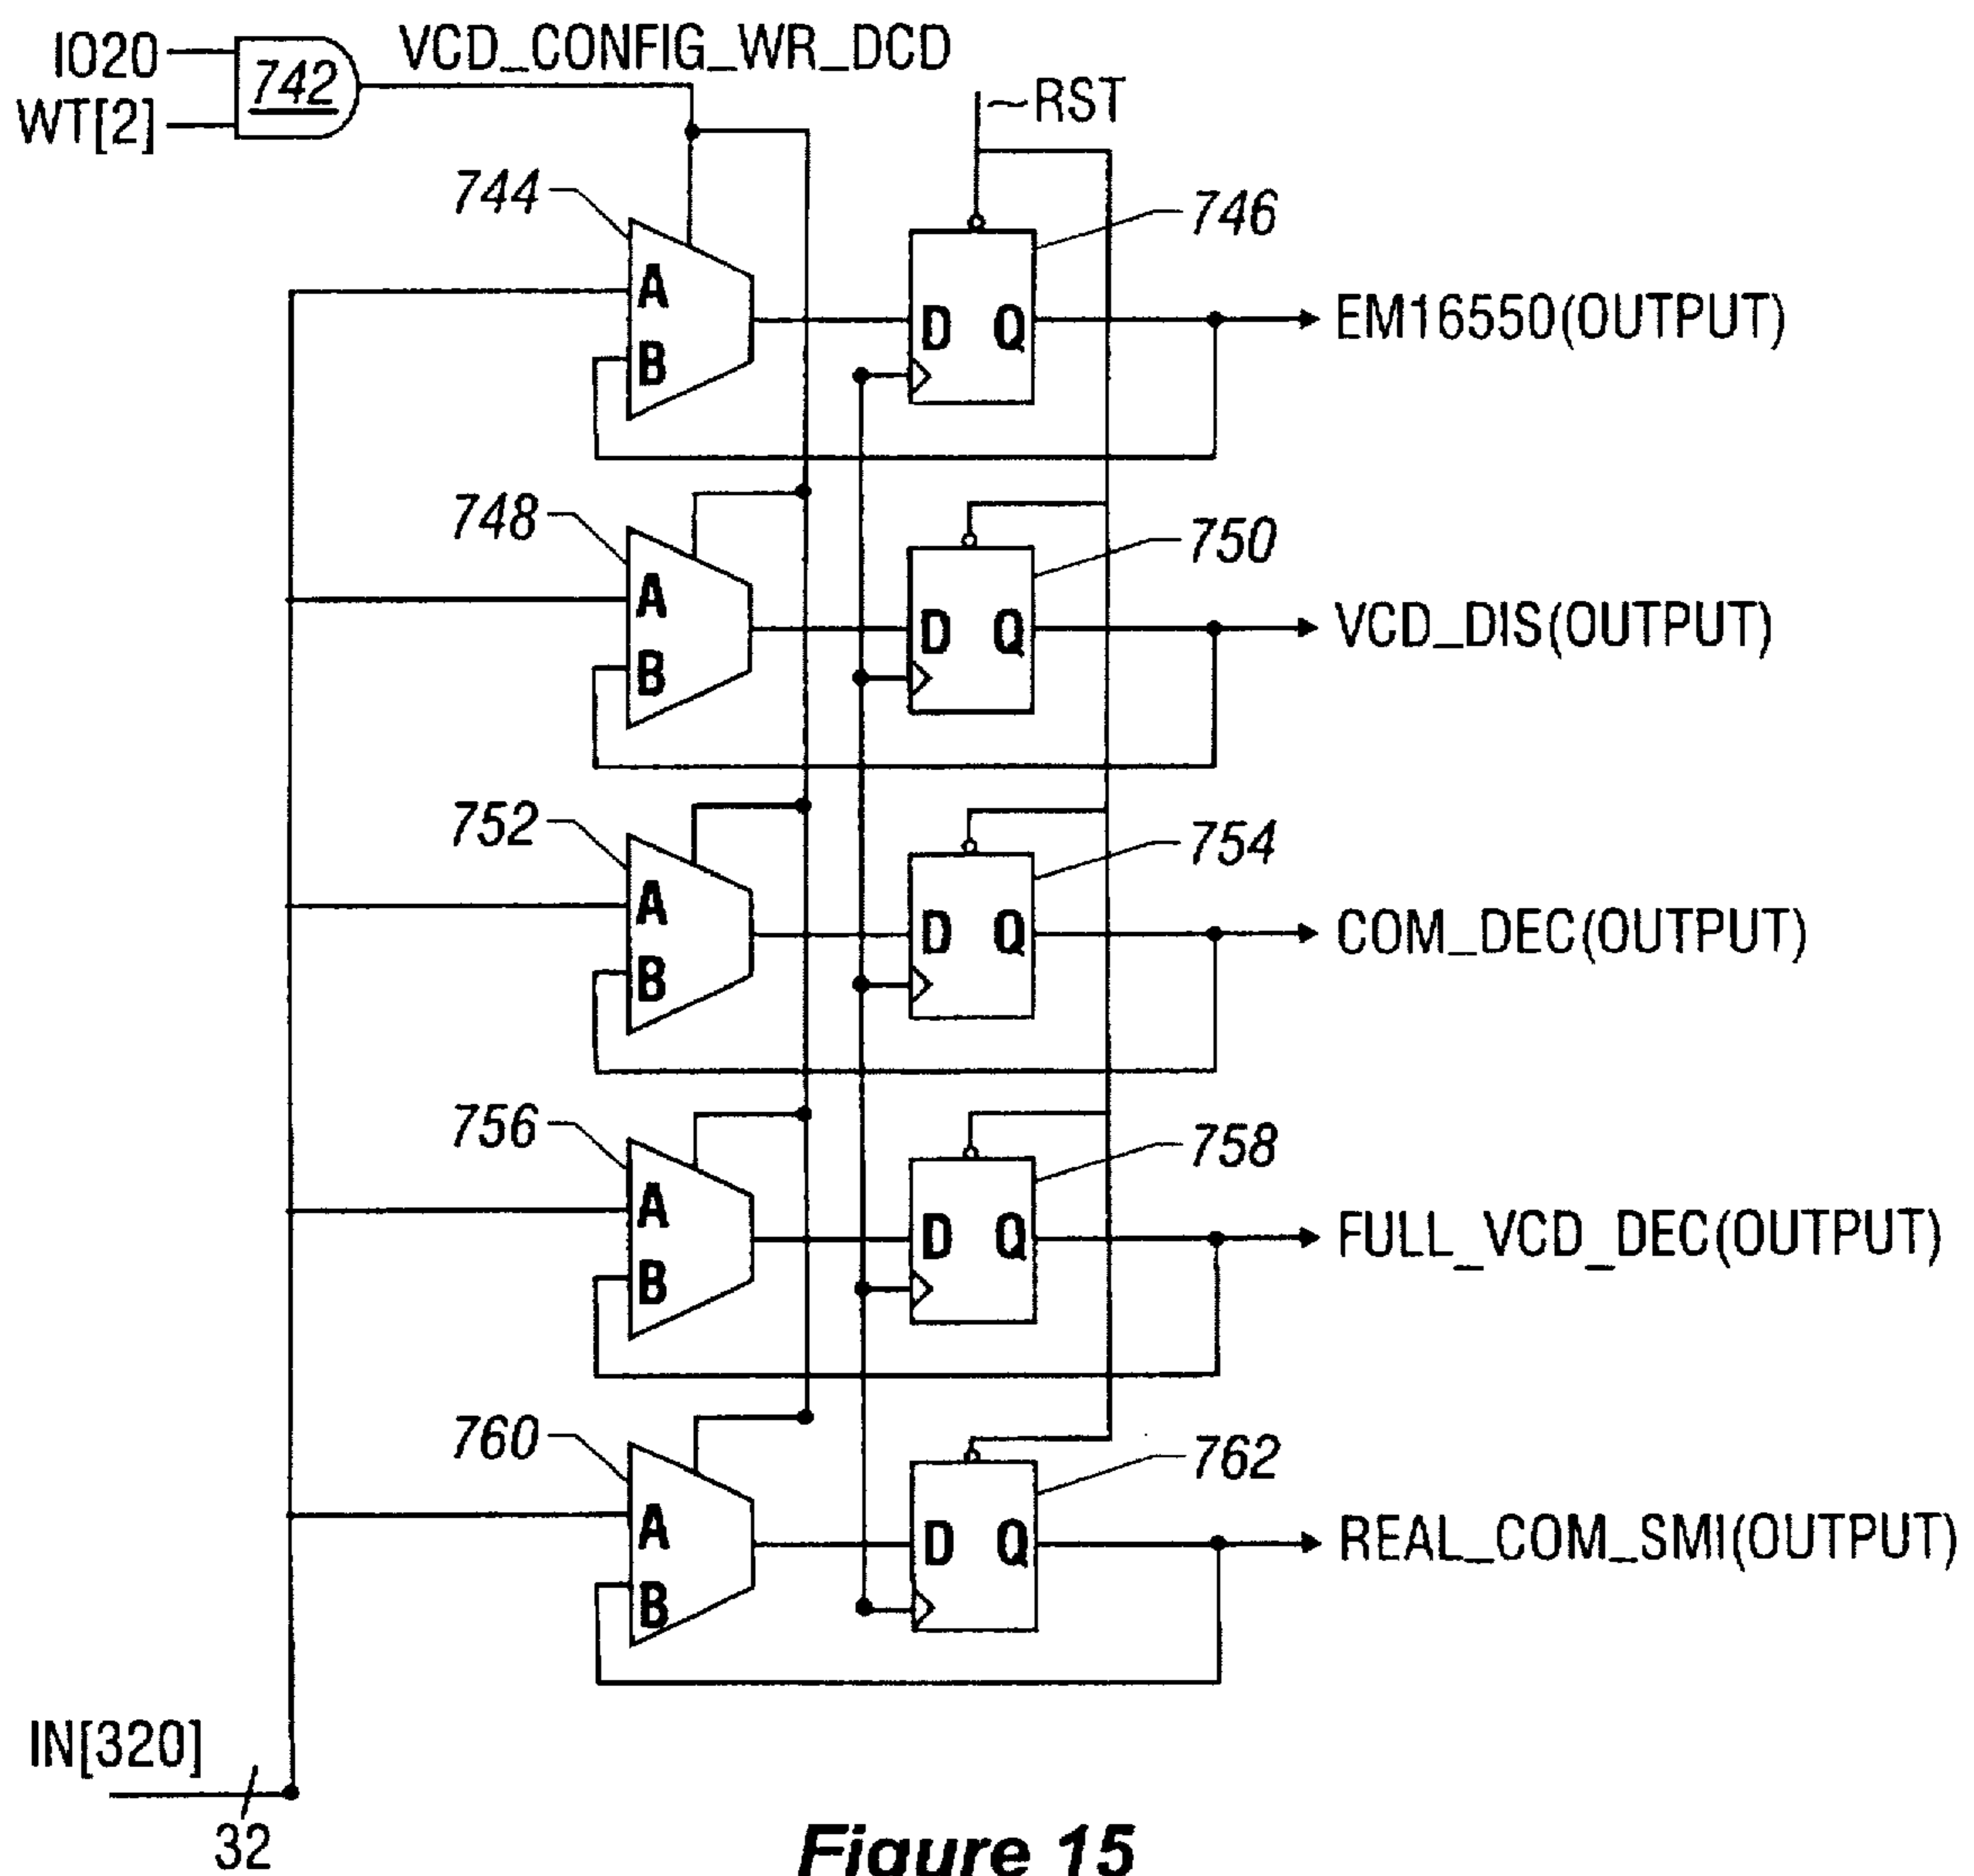 IO20
WT[2]
742
VCD_CONFIG_WR_DCD
~RST
744
A
B
D Q
746
EM16550(OUTPUT)
748
A
B
D Q
750
VCD_DIS(OUTPUT)
752
A
B
D Q
754
COM_DEC(OUTPUT)
756
A
B
D Q
758
FULL_VCD_DEC(OUTPUT)
760
A
B
D Q
762
REAL_COM_SMI(OUTPUT)
IN[320]
32
Figure 15